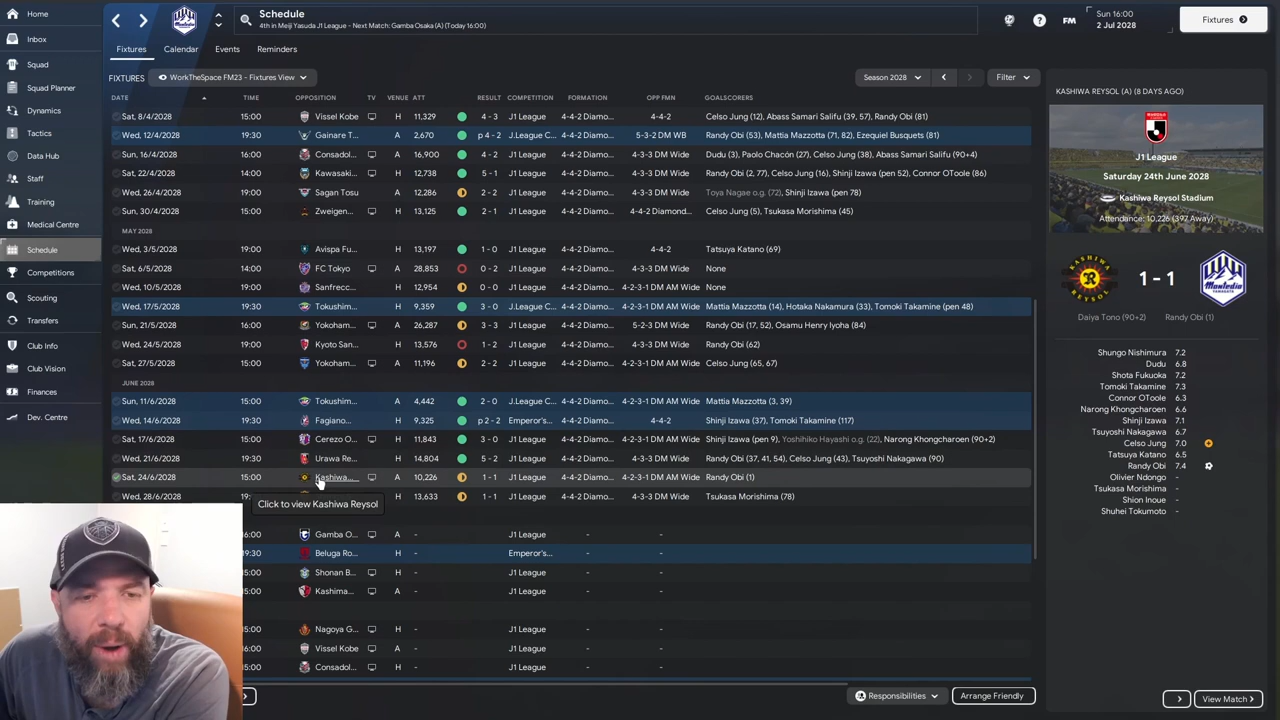 Home
Inbox
Squad
Squad Planner
Dynamics
Tactics
Data Hub
Staff
Training
Medical Centre
Schedule
Competitions
Scouting
Transfers
Club Info
Club Vision
Finances
Dev. Centre
Schedule
4th in Meiji Yasuda J1 League - Next Match: Gamba Osaka (A) (Today 16:00)
? FM Sun 16:00
2 Jul 2028
Fixtures
Fixtures Calendar Events Reminders
FIXTURES WorkTheSpace FM23 - Fixtures View Season 2028 Filter
DATE TIME OPPOSITION TV VENUE ATT RESULT COMPETITION FORMATION OPP FMN GOALSCORERS
Sat, 8/4/2028 15:00 Vissel Kobe H 11,329 4 - 3 J1 League 4-4-2 Diamo... 4-4-2 Celso Jung (12), Abass Samari Salifu (39, 57), Randy Obi (81)
Wed, 12/4/2028 19:30 Gainare T... A 2,670 p 4 - 2 J.League C... 4-4-2 Diamo... 5-3-2 DM WB Randy Obi (53), Mattia Mazzotta (71, 82), Ezequiel Busquets (81)
Sun, 16/4/2028 16:00 Consadol... A 16,900 4 - 2 J1 League 4-4-2 Diamo... 4-3-3 DM Wide Dudu (3), Paolo Chacón (27), Celso Jung (38), Abass Samari Salifu (90+4)
Sat, 22/4/2028 14:00 Kawasaki... H 12,738 5 - 1 J1 League 4-4-2 Diamo... 4-3-3 DM Wide Randy Obi (2, 77), Celso Jung (16), Shinji Izawa (pen 52), Connor OToole (86)
Wed, 26/4/2028 19:00 Sagan Tosu A 12,286 2 - 2 J1 League 4-4-2 Diamo... 4-3-3 DM Wide Toya Nagae o.g. (72), Shinji Izawa (pen 78)
Sun, 30/4/2028 15:00 Zweigen... H 13,125 2 - 1 J1 League 4-4-2 Diamo... 4-4-2 Diamond... Celso Jung (5), Tsukasa Morishima (45)
MAY 2028
Wed, 3/5/2028 19:00 Avispa Fu... H 13,197 1 - 0 J1 League 4-4-2 Diamo... 4-4-2 Tatsuya Katano (69)
Sat, 6/5/2028 14:00 FC Tokyo A 28,853 0 - 2 J1 League 4-4-2 Diamo... 4-3-3 DM Wide None
Wed, 10/5/2028 19:00 Sanfrecc... H 12,954 0 - 0 J1 League 4-4-2 Diamo... 4-2-3-1 DM AM Wide None
Wed, 17/5/2028 19:30 Tokushim... H 9,359 3 - 0 J.League C... 4-4-2 Diamo... 4-2-3-1 DM AM Wide Mattia Mazzotta (14), Hotaka Nakamura (33), Tomoki Takamine (pen 48)
Sun, 21/5/2028 16:00 Yokoham... A 26,287 3 - 3 J1 League 4-4-2 Diamo... 5-2-2-3 DM Wide Randy Obi (17, 52), Osamu Henry Iyoha (84)
Wed, 24/5/2028 19:00 Kyoto San... H 13,576 1 - 2 J1 League 4-4-2 Diamo... 4-3-3 DM Wide Randy Obi (62)
Sat, 27/5/2028 15:00 Yokoham... A 11,196 2 - 2 J1 League 4-4-2 Diamo... 4-2-3-1 DM AM Wide Celso Jung (65, 67)
JUNE 2028
Sun, 11/6/2028 15:00 Tokushim... A 4,442 2 - 0 J.League C... 4-4-2 Diamo... 4-2-3-1 DM AM Wide Mattia Mazzotta (3, 39)
Wed, 14/6/2028 19:30 Fagiano... H 9,325 p 2 - 2 Emperor's... 4-4-2 Diamo... 4-4-2 Shinji Izawa (37), Tomoki Takamine (117)
Sat, 17/6/2028 15:00 Cerezo O... H 11,843 3 - 0 J1 League 4-4-2 Diamo... 4-2-3-1 DM AM Wide Shinji Izawa (pen 9), Yoshihiko Hayashi o.g. (22), Narong Khongcharoen (90+2)
Wed, 21/6/2028 19:30 Urawa Re... H 14,804 5 - 2 J1 League 4-4-2 Diamo... 4-3-3 DM Wide Randy Obi (37, 41, 54), Celso Jung (43), Tsuyoshi Nakagawa (90)
Sat, 24/6/2028 15:00 Kashiwa... A 10,226 1 - 1 J1 League 4-4-2 Diamo... 4-2-3-1 DM AM Wide Randy Obi (1)
Wed, 28/6/2028 H 13,633 J1 League 4-4-2 Diamo... 4-3-3 DM Wide Tsukasa Morishima (78)
Click to view Kashiwa Reysol
16:00 Gamba O... A J1 League - -
19:30 Beluga Ro... H Emperor's... - -
15:00 Shonan B... H J1 League - -
15:00 Kashima... A J1 League - -
15:00 Nagoya G... H J1 League - -
16:00 Vissel Kobe A J1 League - -
15:00 Consadol... H J1 League - -
Responsibilities Arrange Friendly
KASHIWA REYSOL (A) (8 DAYS AGO)
J1 League
Saturday 24th June 2028
Kashiwa Reysol Stadium
Attendance: 10,226 (397 Away)
KASHIWA REYSOL 1 - 1 Montedio YAMAGATA
Daiya Tono (90+2) Randy Obi (1)
Shungo Nishimura 7.2
Dudu 6.8
Shota Fukuoka 7.2
Tomoki Takamine 7.3
Connor OToole 6.3
Narong Khongcharoen 6.6
Shinji Izawa 7.1
Tsuyoshi Nakagawa 6.7
Celso Jung 7.0
Tatsuya Katano 6.5
Randy Obi 7.4
Olivier Ndongo -
Tsukasa Morishima -
Shion Inoue -
Shuhei Tokumoto -
View Match